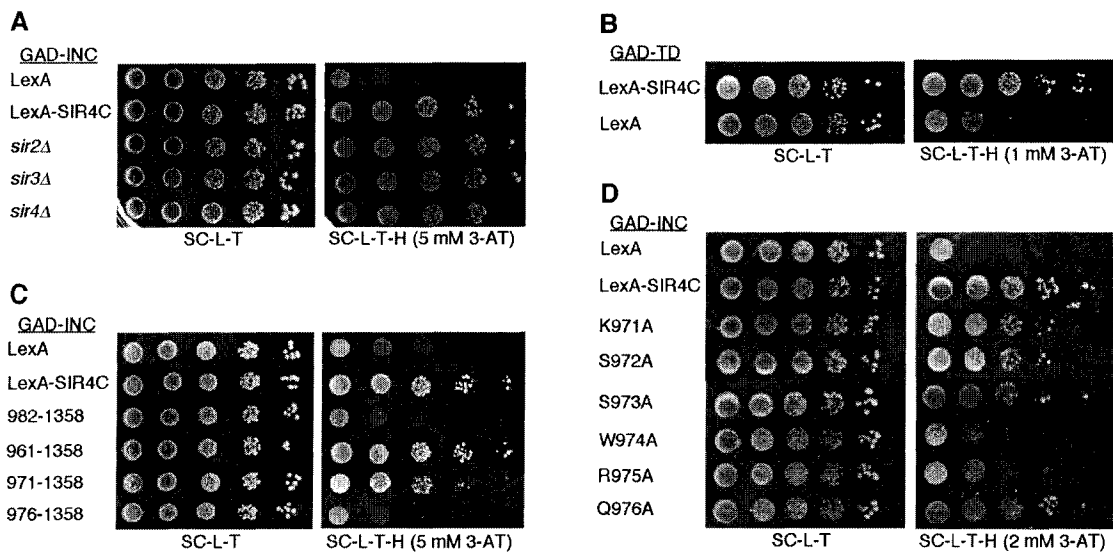 A
GAD-INC
LexA
LexA-SIR4C
sir2Δ
sir3Δ
sir4Δ
SC-L-T
SC-L-T-H (5 mM 3-AT)
B
GAD-TD
LexA-SIR4C
LexA
SC-L-T
SC-L-T-H (1 mM 3-AT)
C
GAD-INC
LexA
LexA-SIR4C
982-1358
961-1358
971-1358
976-1358
SC-L-T
SC-L-T-H (5 mM 3-AT)
D
GAD-INC
LexA
LexA-SIR4C
K971A
S972A
S973A
W974A
R975A
Q976A
SC-L-T
SC-L-T-H (2 mM 3-AT)